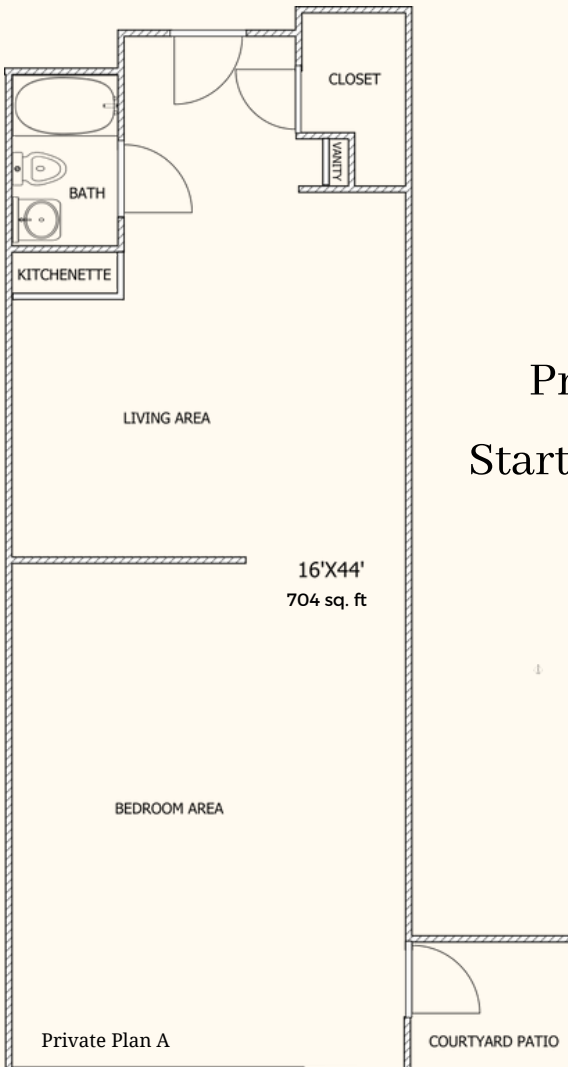 CLOSET
VANITY
BATH
KITCHENETTE
Pr
LIVING AREA
Start
16'X44'
704 sq. ft
BEDROOM AREA
Private Plan A
COURTYARD PATIO